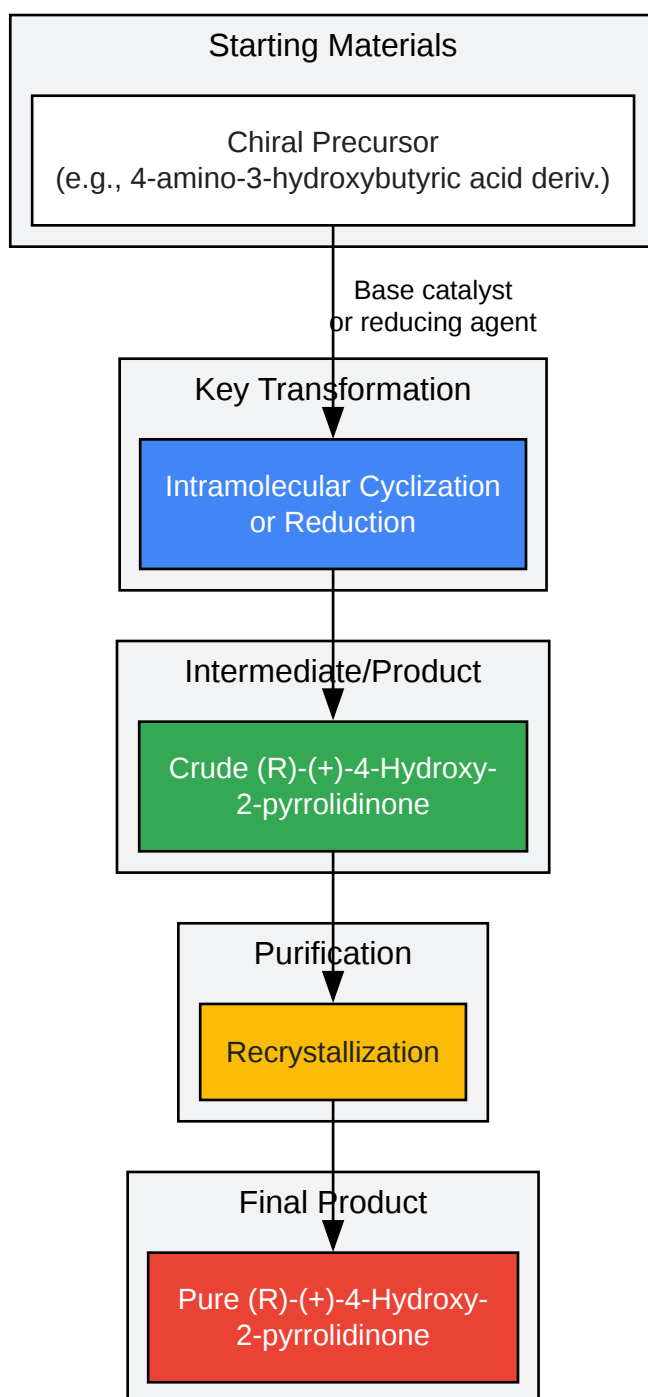 Starting Materials
Chiral Precursor
(e.g., 4-amino-3-hydroxybutyric acid deriv.)
Base catalyst
or reducing agent
Key Transformation
Intramolecular Cyclization
or Reduction
Intermediate/Product
Crude (R)-(+)-4-Hydroxy-
2-pyrrolidinone
Purification
Recrystallization
Final Product
Pure (R)-(+)-4-Hydroxy-
2-pyrrolidinone